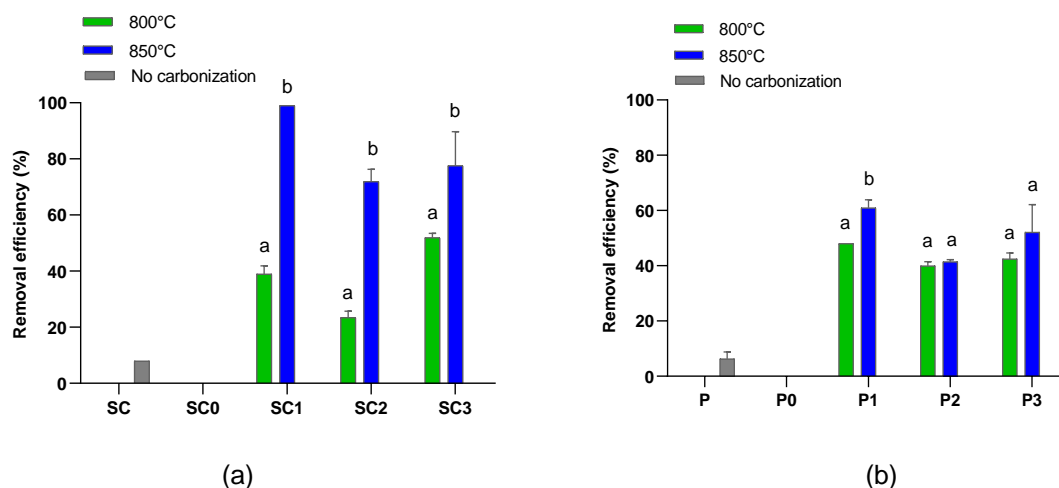 800°C
850°C
No carbonization
Removal efficiency (%)
100
80
60
40
20
0
b
b
b
a
a
a
SC
SC0
SC1
SC2
SC3
(a)
800°C
850°C
No carbonization
Removal efficiency (%)
100
80
60
40
20
0
a
b
a
a
a
a
P
P0
P1
P2
P3
(b)